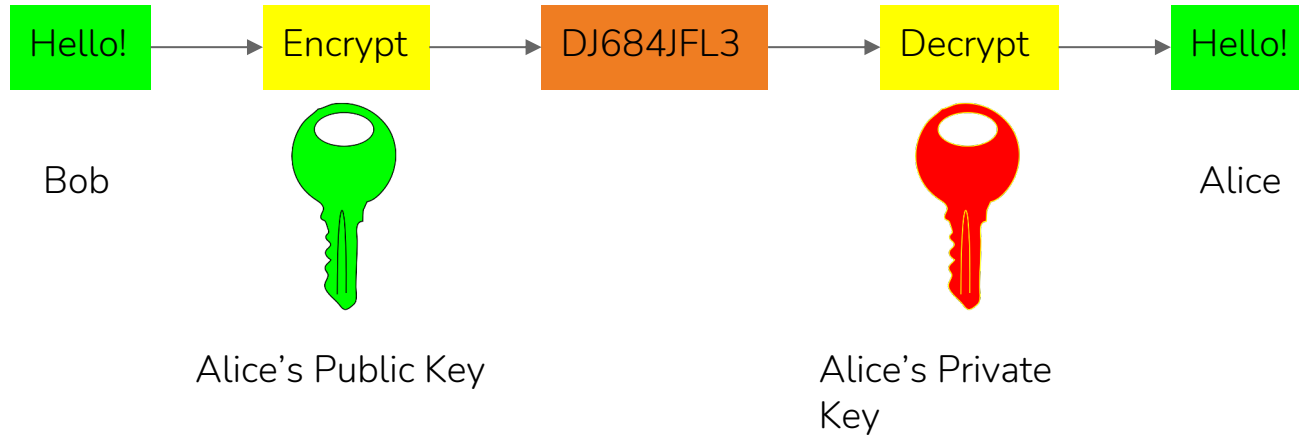 Hello!
Encrypt
DJ684JFL3
Decrypt
Hello!
Bob
Alice
Alice’s Public Key
Alice’s Private
Key